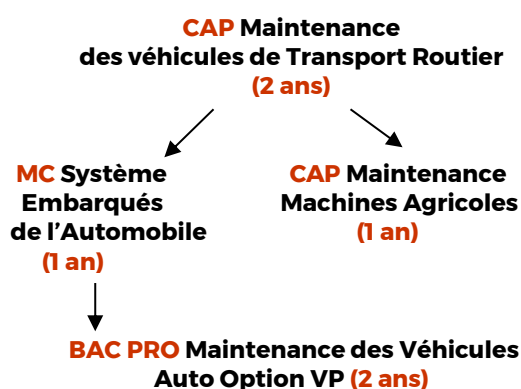 CAP Maintenance
des véhicules de Transport Routier
(2 ans)
MC Système
Embarqués
de l'Automobile
(1 an)
CAP Maintenance
Machines Agricoles
(1 an)
BAC PRO Maintenance des Véhicules
Auto Option VP (2 ans)